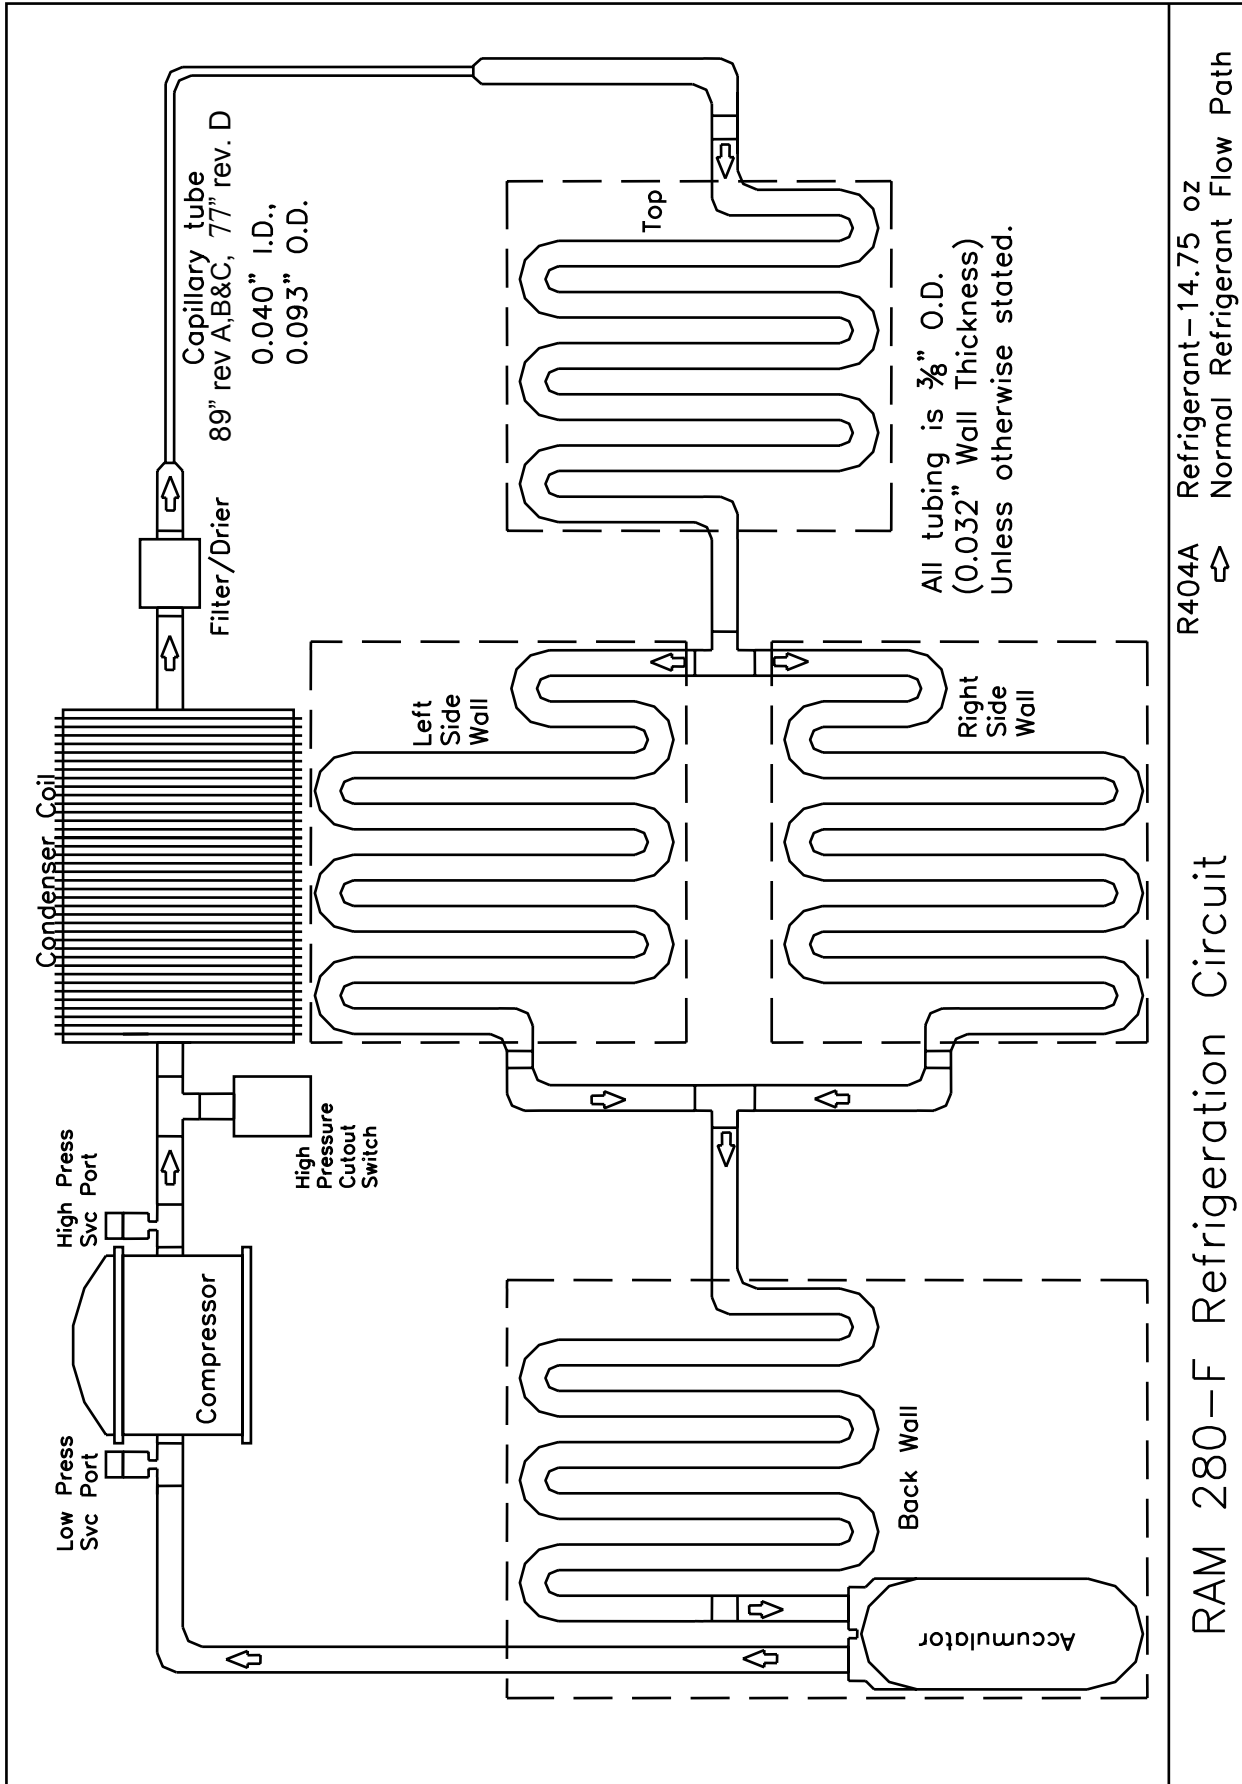 Low Press
Svc Port
Compressor
High Press
Svc Port
High
Pressure
Cutout
Switch
Condenser Coil
Filter/Drier
Capillary tube
89” rev A,B&C, 77” rev. D
0.040” I.D.,
0.093” O.D.
Left
Side
Wall
Top
Accumulator
Back Wall
Right
Side
Wall
All tubing is ⅜” O.D.
(0.032” Wall Thickness)
Unless otherwise stated.
RAM 280-F Refrigeration Circuit
R404A Refrigerant-14.75 oz
⇨ Normal Refrigerant Flow Path